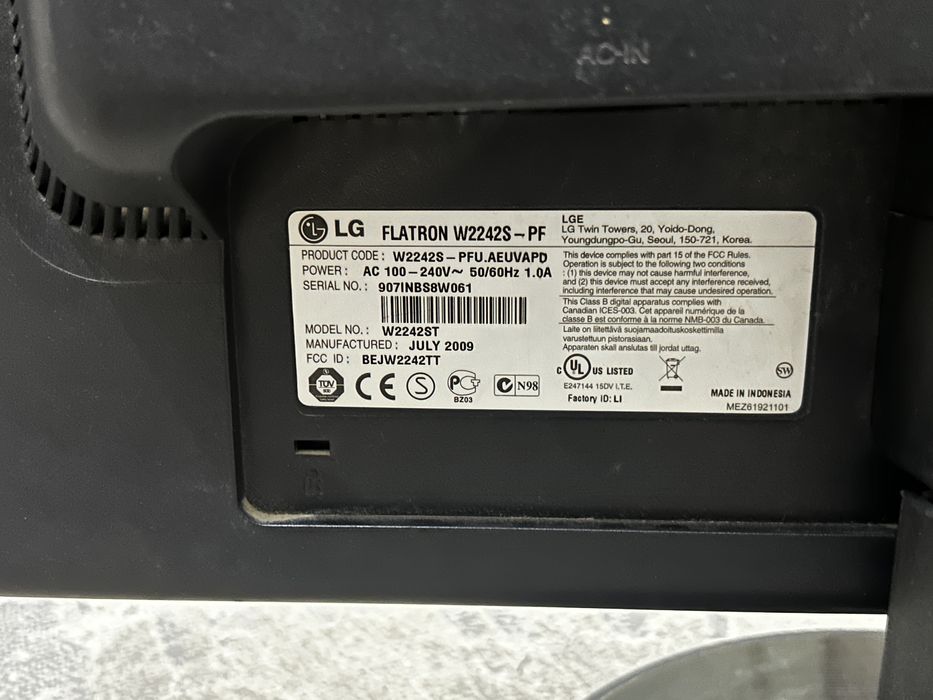 AC-IN
LG FLATRON W2242S-PF
PRODUCT CODE : W2242S-PFU.AEUVAPD
POWER : AC 100-240V~ 50/60Hz 1.0A
SERIAL NO. : 907INBS8W061
MODEL NO. : W2242ST
MANUFACTURED : JULY 2009
FCC ID : BEJW2242TT
TÜV
CE
S
PC
BZ03
N98
LGE
LG Twin Towers, 20, Yoido-Dong,
Youngdungpo-Gu, Seoul, 150-721, Korea.
This device complies with part 15 of the FCC Rules.
Operation is subject to the following two conditions
: (1) this device may not cause harmful interference,
and (2) this device must accept any interference received,
including interference that may cause undesired operation.
This Class B digital apparatus complies with
Canadian ICES-003. Cet appareil numérique de la
classe B est conforme à la norme NMB-003 du Canada.
Laite on liitettävä suojamaadoituskoskettimilla
varustettuun pistorasiaan.
Apparaten skall anslutas till jordat uttag.
C UL US LISTED
E247144 15DV I.T.E.
Factory ID: LI
SW
MADE IN INDONESIA
MEZ61921101